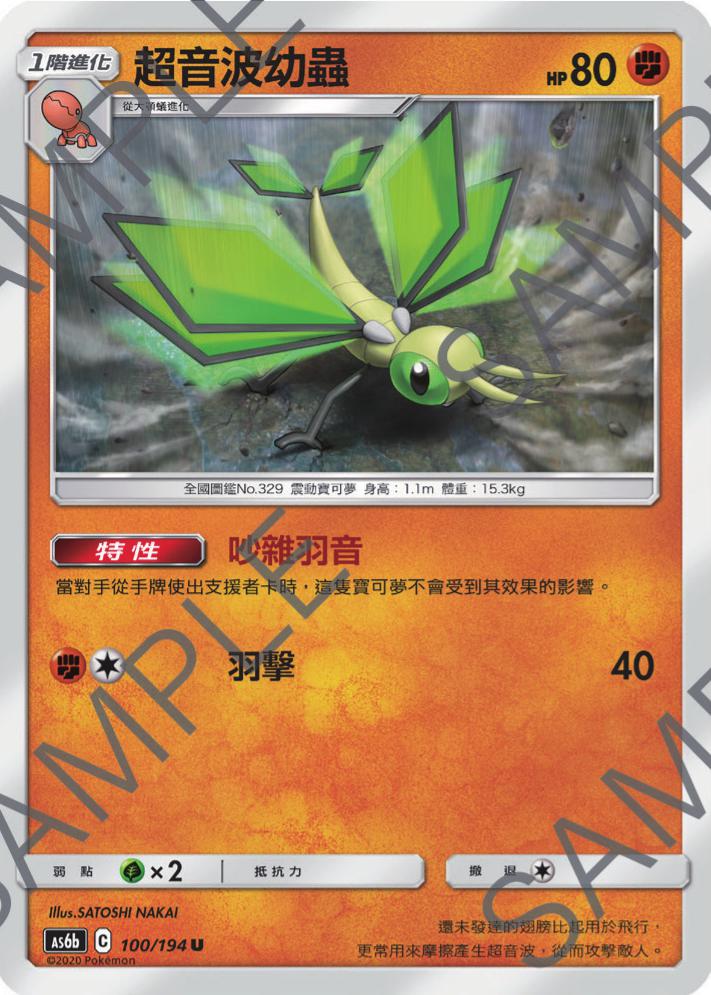 1階進化
超音波幼蟲
HP 80
從大顎蟻進化
全國圖鑑No.329 震動寶可夢 身高：1.1m 體重：15.3kg
特性
吵雜羽音
當對手從手牌使出支援者卡時，這隻寶可夢不會受到其效果的影響。
羽擊 40
弱點 ×2 抵抗力 撤退
Illus.SATOSHI NAKAI
還未發達的翅膀比起用於飛行，
更常用來摩擦產生超音波，從而攻擊敵人。
AS6b C 100/194 U
©2020 Pokémon
SAMPLE
SAMPLE
SAMPLE
SAMPLE
SAMPLE